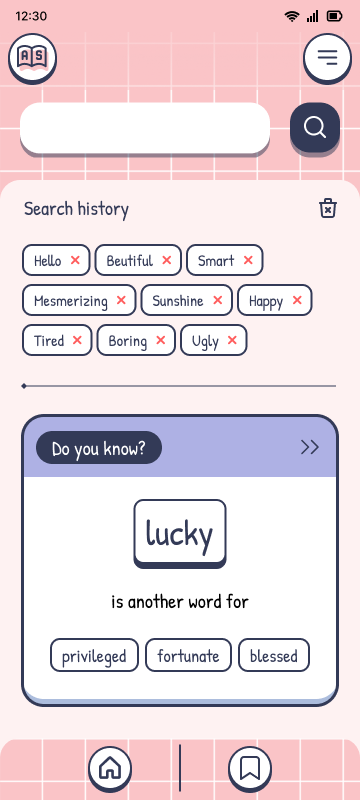 12:30
A S
Search history
Hello Beutiful Smart
Mesmerizing Sunshine Happy
Tired Boring Ugly
Do you know?
lucky
is another word for
privileged fortunate blessed